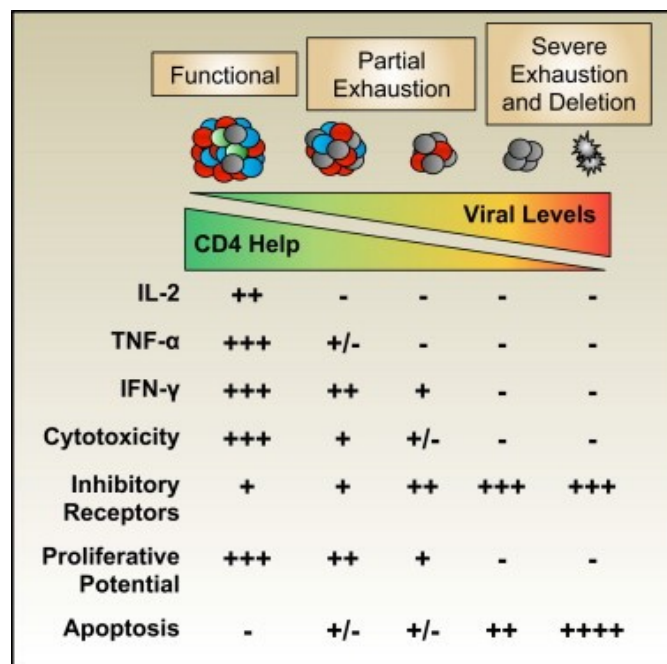 Functional
Partial
Exhaustion
Severe
Exhaustion
and Deletion
Viral Levels
CD4 Help
IL-2 ++ - - - -
TNF-α +++ +/- - - -
IFN-γ +++ ++ + - -
Cytotoxicity +++ + +/- - -
Inhibitory
Receptors + + ++ +++ +++
Proliferative
Potential +++ ++ + - -
Apoptosis - +/- +/- ++ ++++